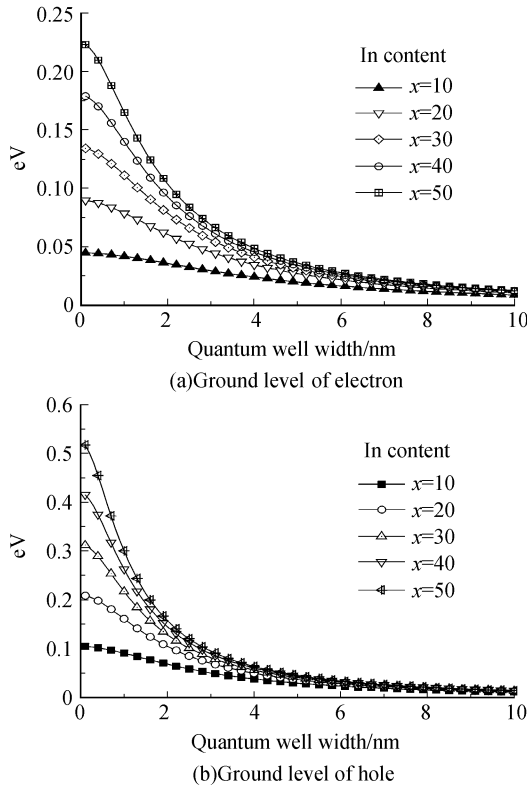 0.25
0.20
0.15
0.10
0.05
0
eV
In content
x=10
x=20
x=30
x=40
x=50
0 2 4 6 8 10
Quantum well width/nm
(a)Ground level of electron
0.6
0.5
0.4
0.3
0.2
0.1
0
eV
In content
x=10
x=20
x=30
x=40
x=50
0 2 4 6 8 10
Quantum well width/nm
(b)Ground level of hole